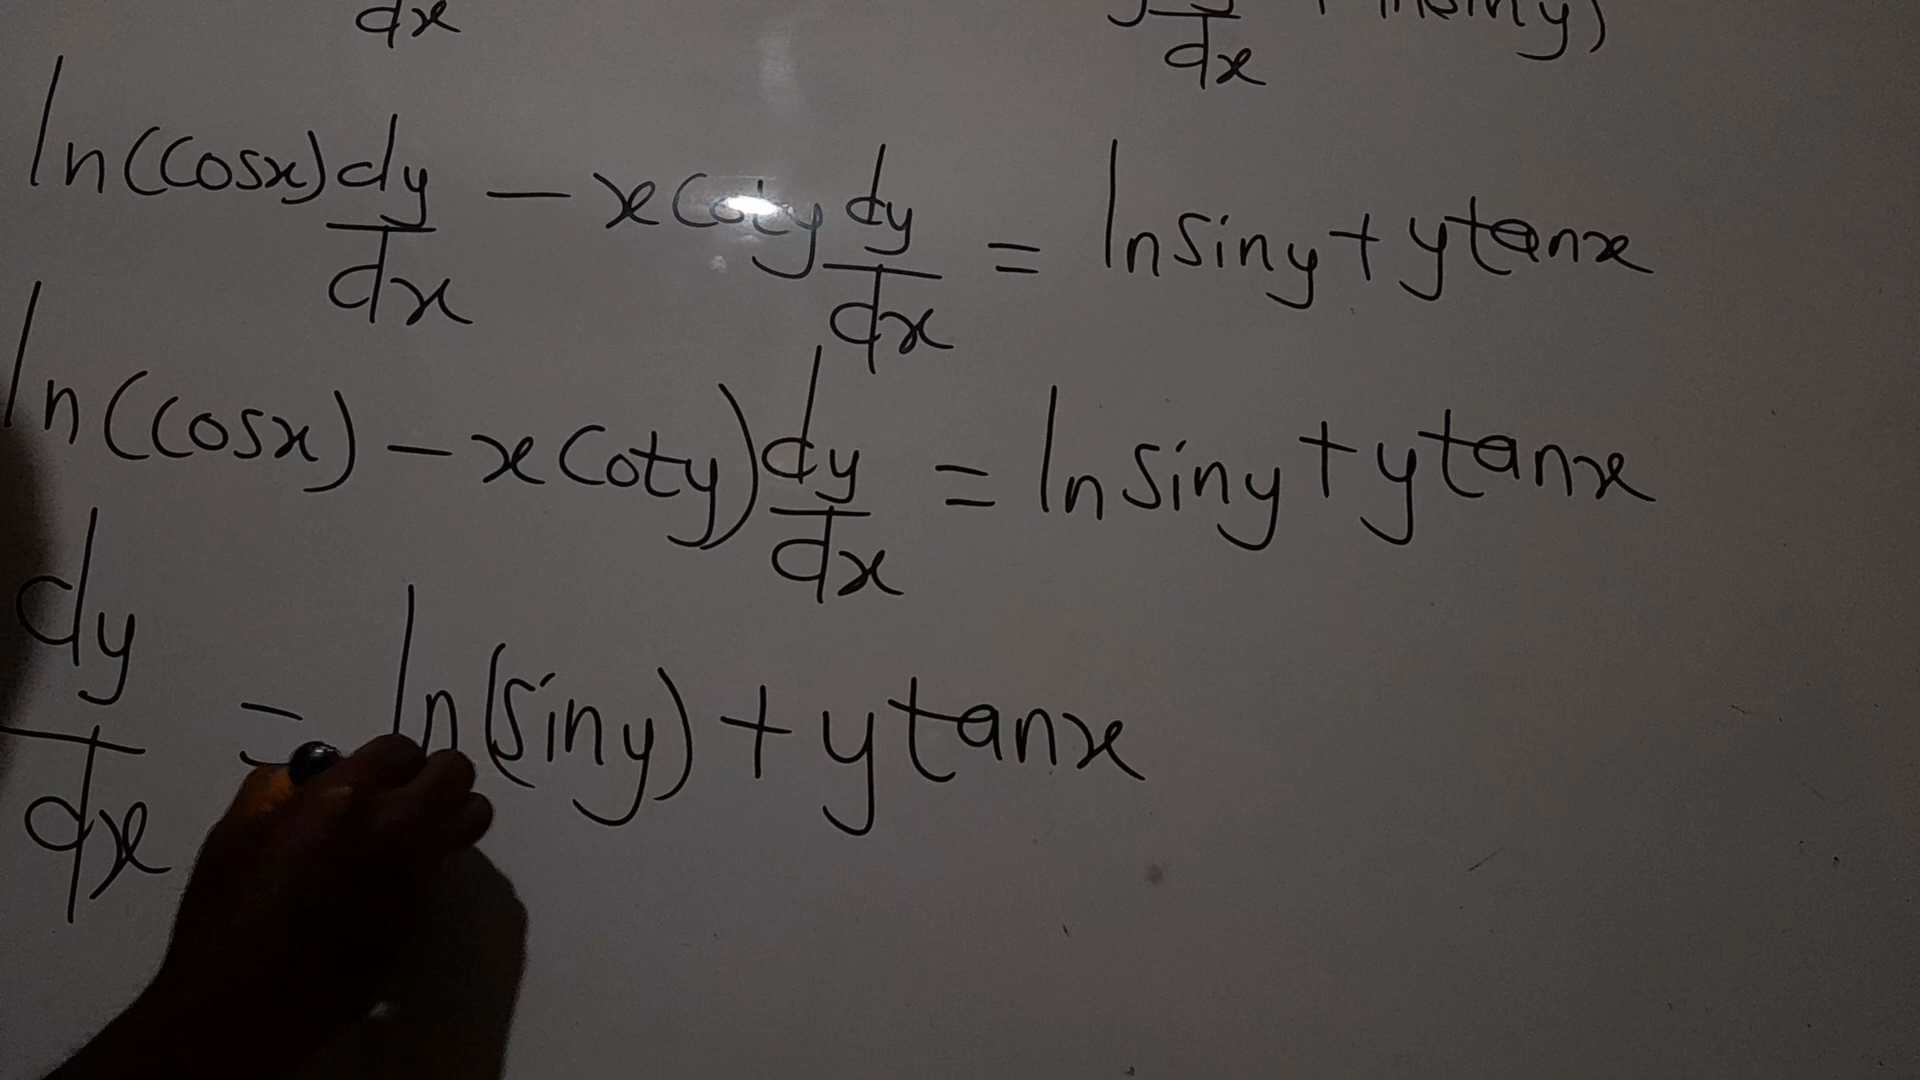 dx dx lnsiny)
ln(cosx)dy/dx - xcoty dy/dx = lnsiny + ytanx
ln(cosx) - xcoty)dy/dx = lnsiny + ytanx
dy/dx = ln(siny) + ytanx